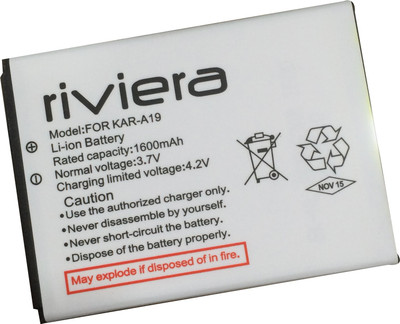 riviera
Model:FOR KAR-A19
Li-ion Battery
Rated capacity:1600mAh
Normal voltage:3.7V
Charging limited voltage:4.2V
NOV 15
● Use the authorized charger only.
● Never disassemble by yourself.
● Never short-circuit the battery.
● Dispose of the battery properly.
May explode if disposed of in fire.